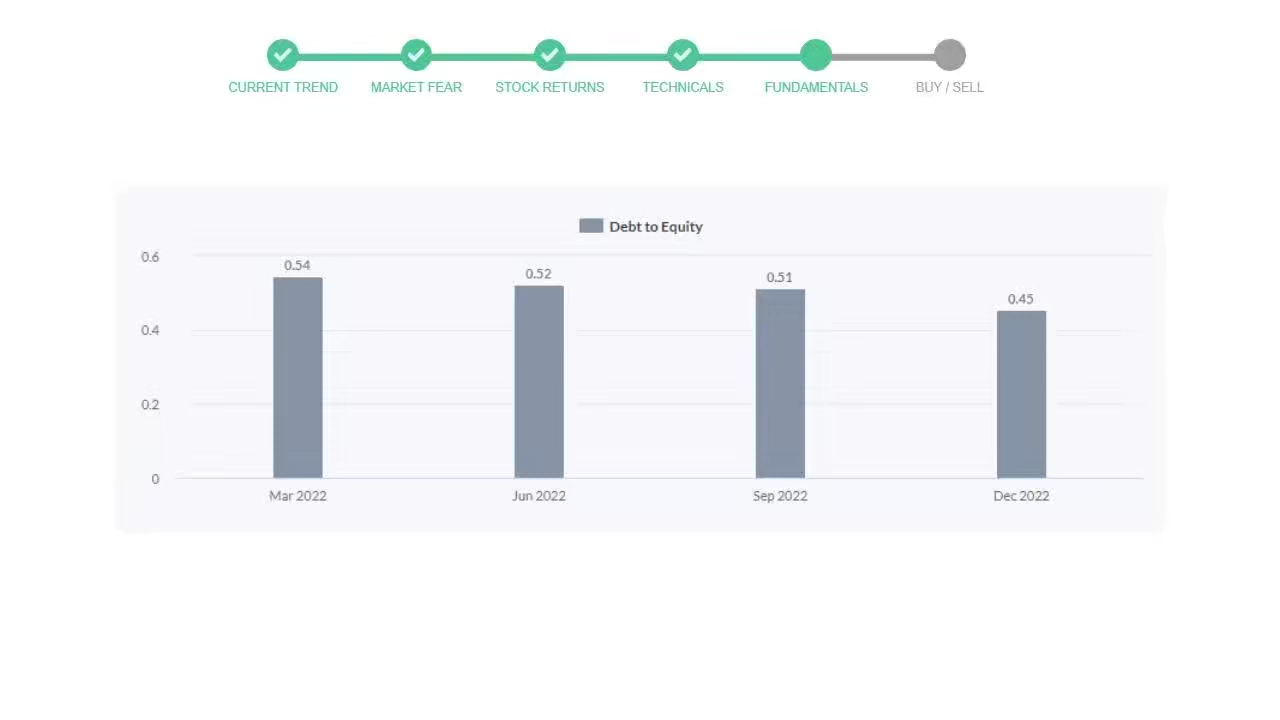 CURRENT TREND MARKET FEAR STOCK RETURNS TECHNICALS FUNDAMENTALS BUY / SELL
Debt to Equity
0.6
0.54
0.52
0.51
0.45
0.4
0.2
0
Mar 2022 Jun 2022 Sep 2022 Dec 2022